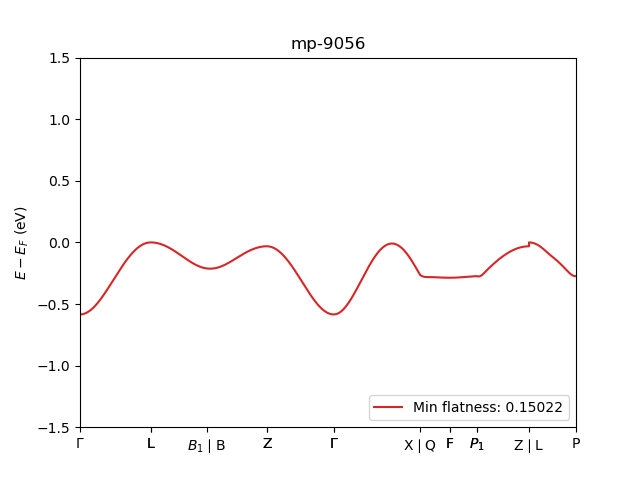 mp-9056
1.5
1.0
0.5
0.0
−0.5
−1.0
−1.5
E − E_F (eV)
Min flatness: 0.15022
Γ L B₁ | B Z Γ X | Q F P₁ Z | L P